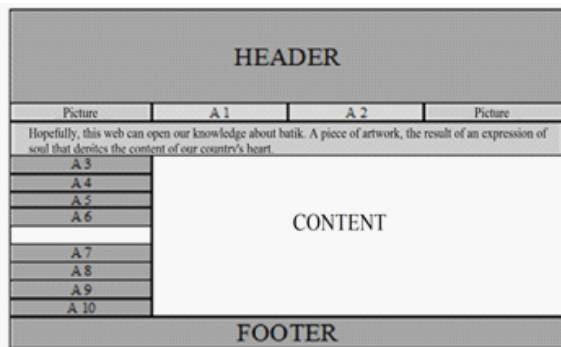 HEADER
Picture A 1 A 2 Picture
Hopefully, this web can open our knowledge about batik. A piece of artwork, the result of an expression of
soul that depitcs the content of our country's heart.
A 3
A 4
A 5
A 6
CONTENT
A 7
A 8
A 9
A 10
FOOTER